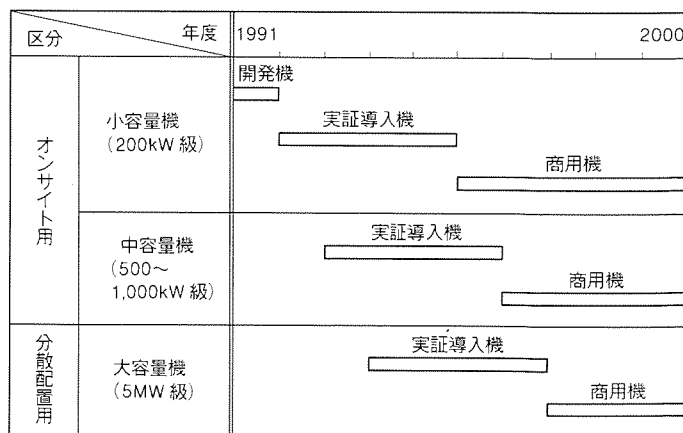 区分
年度
1991
2000
オンサイト用
小容量機
(200kW 級)
開発機
実証導入機
商用機
中容量機
(500〜
1,000kW 級)
実証導入機
商用機
分散配置用
大容量機
(5MW 級)
実証導入機
商用機